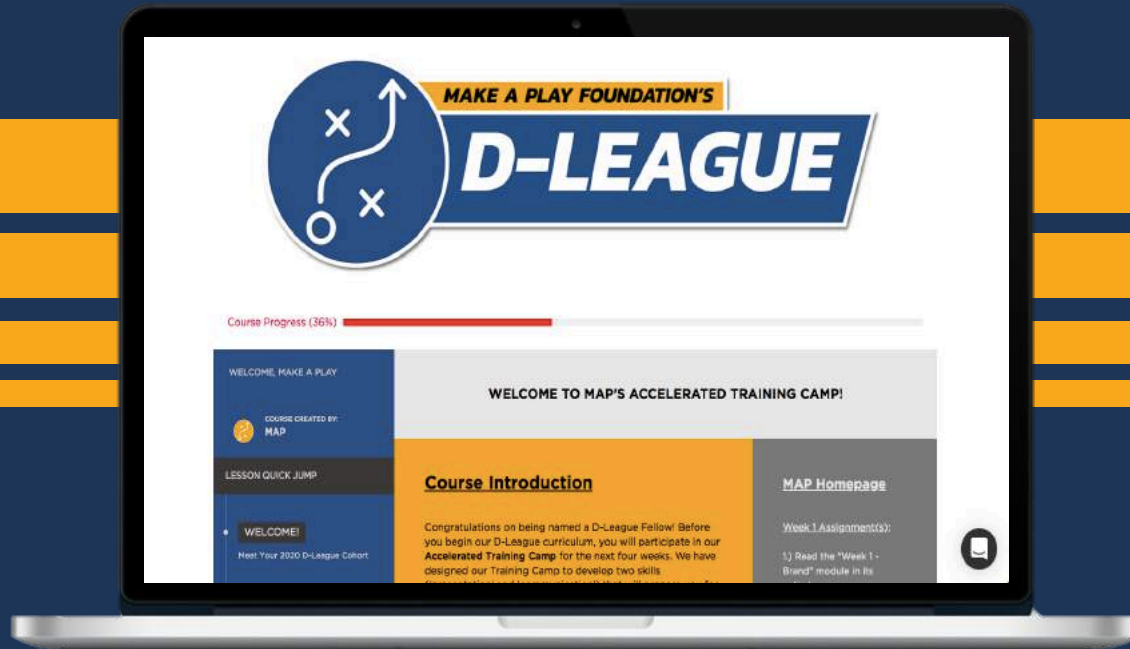 MAKE A PLAY FOUNDATION'S
D-LEAGUE
Course Progress (36%)
WELCOME, MAKE A PLAY
COURSE CREATED BY:
MAP
LESSON QUICK JUMP
WELCOME!
Meet Your 2020 D-League Cohort
WELCOME TO MAP'S ACCELERATED TRAINING CAMP!
Course Introduction
Congratulations on being named a D-League Fellow! Before
you begin our D-League curriculum, you will participate in our
Accelerated Training Camp for the next four weeks. We have
designed our Training Camp to develop two skills
MAP Homepage
Week 1 Assignment(s):
1.) Read the "Week 1 -
Brand" module in its